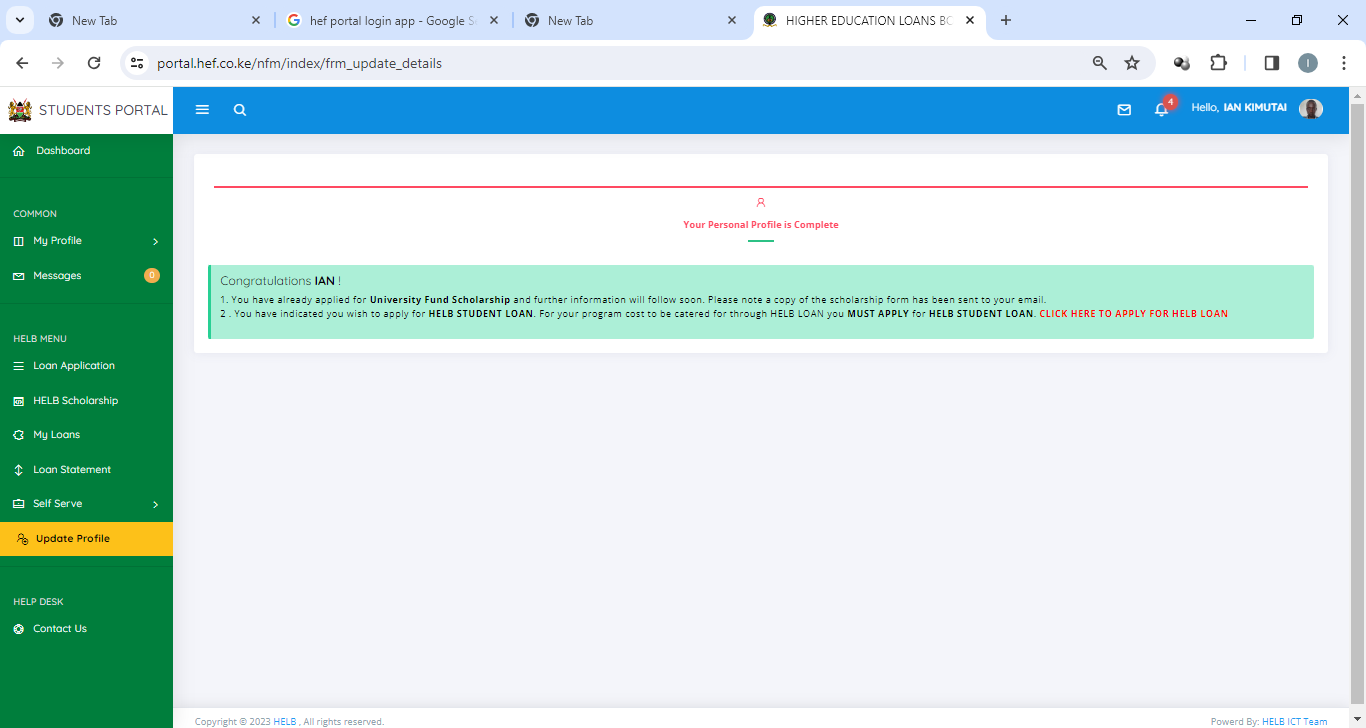 New Tab
hef portal login app - Google S
New Tab
HIGHER EDUCATION LOANS BO
portal.hef.co.ke/nfm/index/frm_update_details
I
STUDENTS PORTAL
4
Hello, IAN KIMUTAI
Dashboard
COMMON
My Profile
Messages
0
HELB MENU
Loan Application
HELB Scholarship
My Loans
Loan Statement
Self Serve
Update Profile
HELP DESK
Contact Us
Your Personal Profile is Complete
Congratulations IAN !
1. You have already applied for University Fund Scholarship and further information will follow soon. Please note a copy of the scholarship form has been sent to your email.
2 . You have indicated you wish to apply for HELB STUDENT LOAN. For your program cost to be catered for through HELB LOAN you MUST APPLY for HELB STUDENT LOAN. CLICK HERE TO APPLY FOR HELB LOAN
Copyright © 2023 HELB , All rights reserved.
Powered By: HELB ICT Team